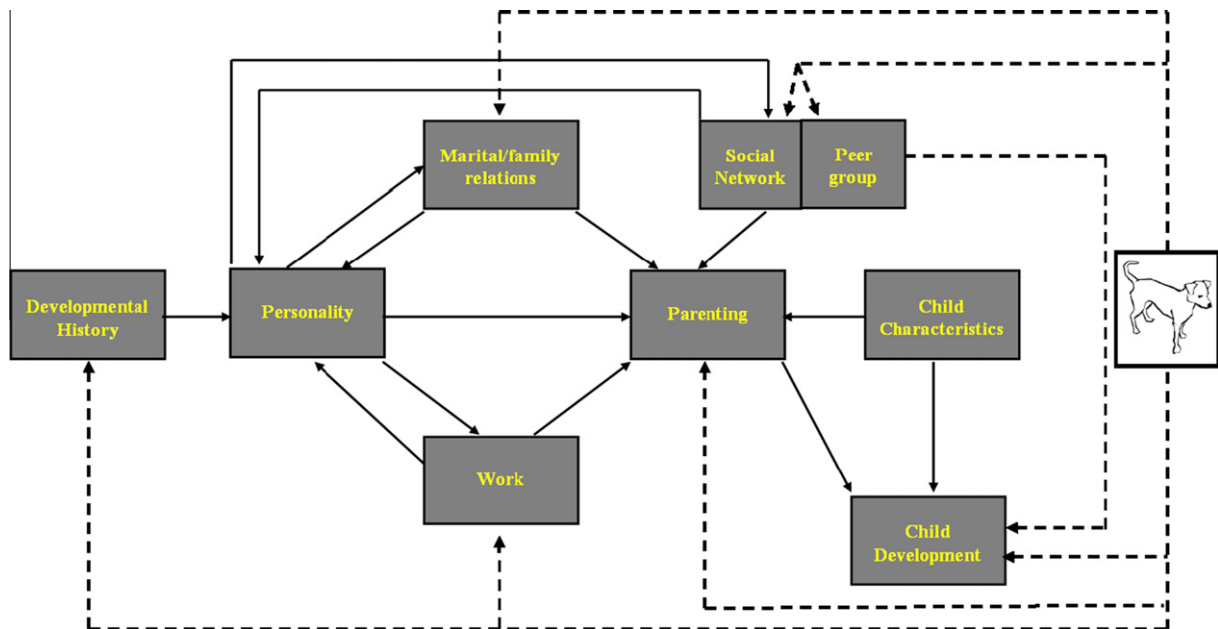 Marital/family
relations
Social
Network
Peer
group
Developmental
History
Personality
Parenting
Child
Characteristics
Work
Child
Development